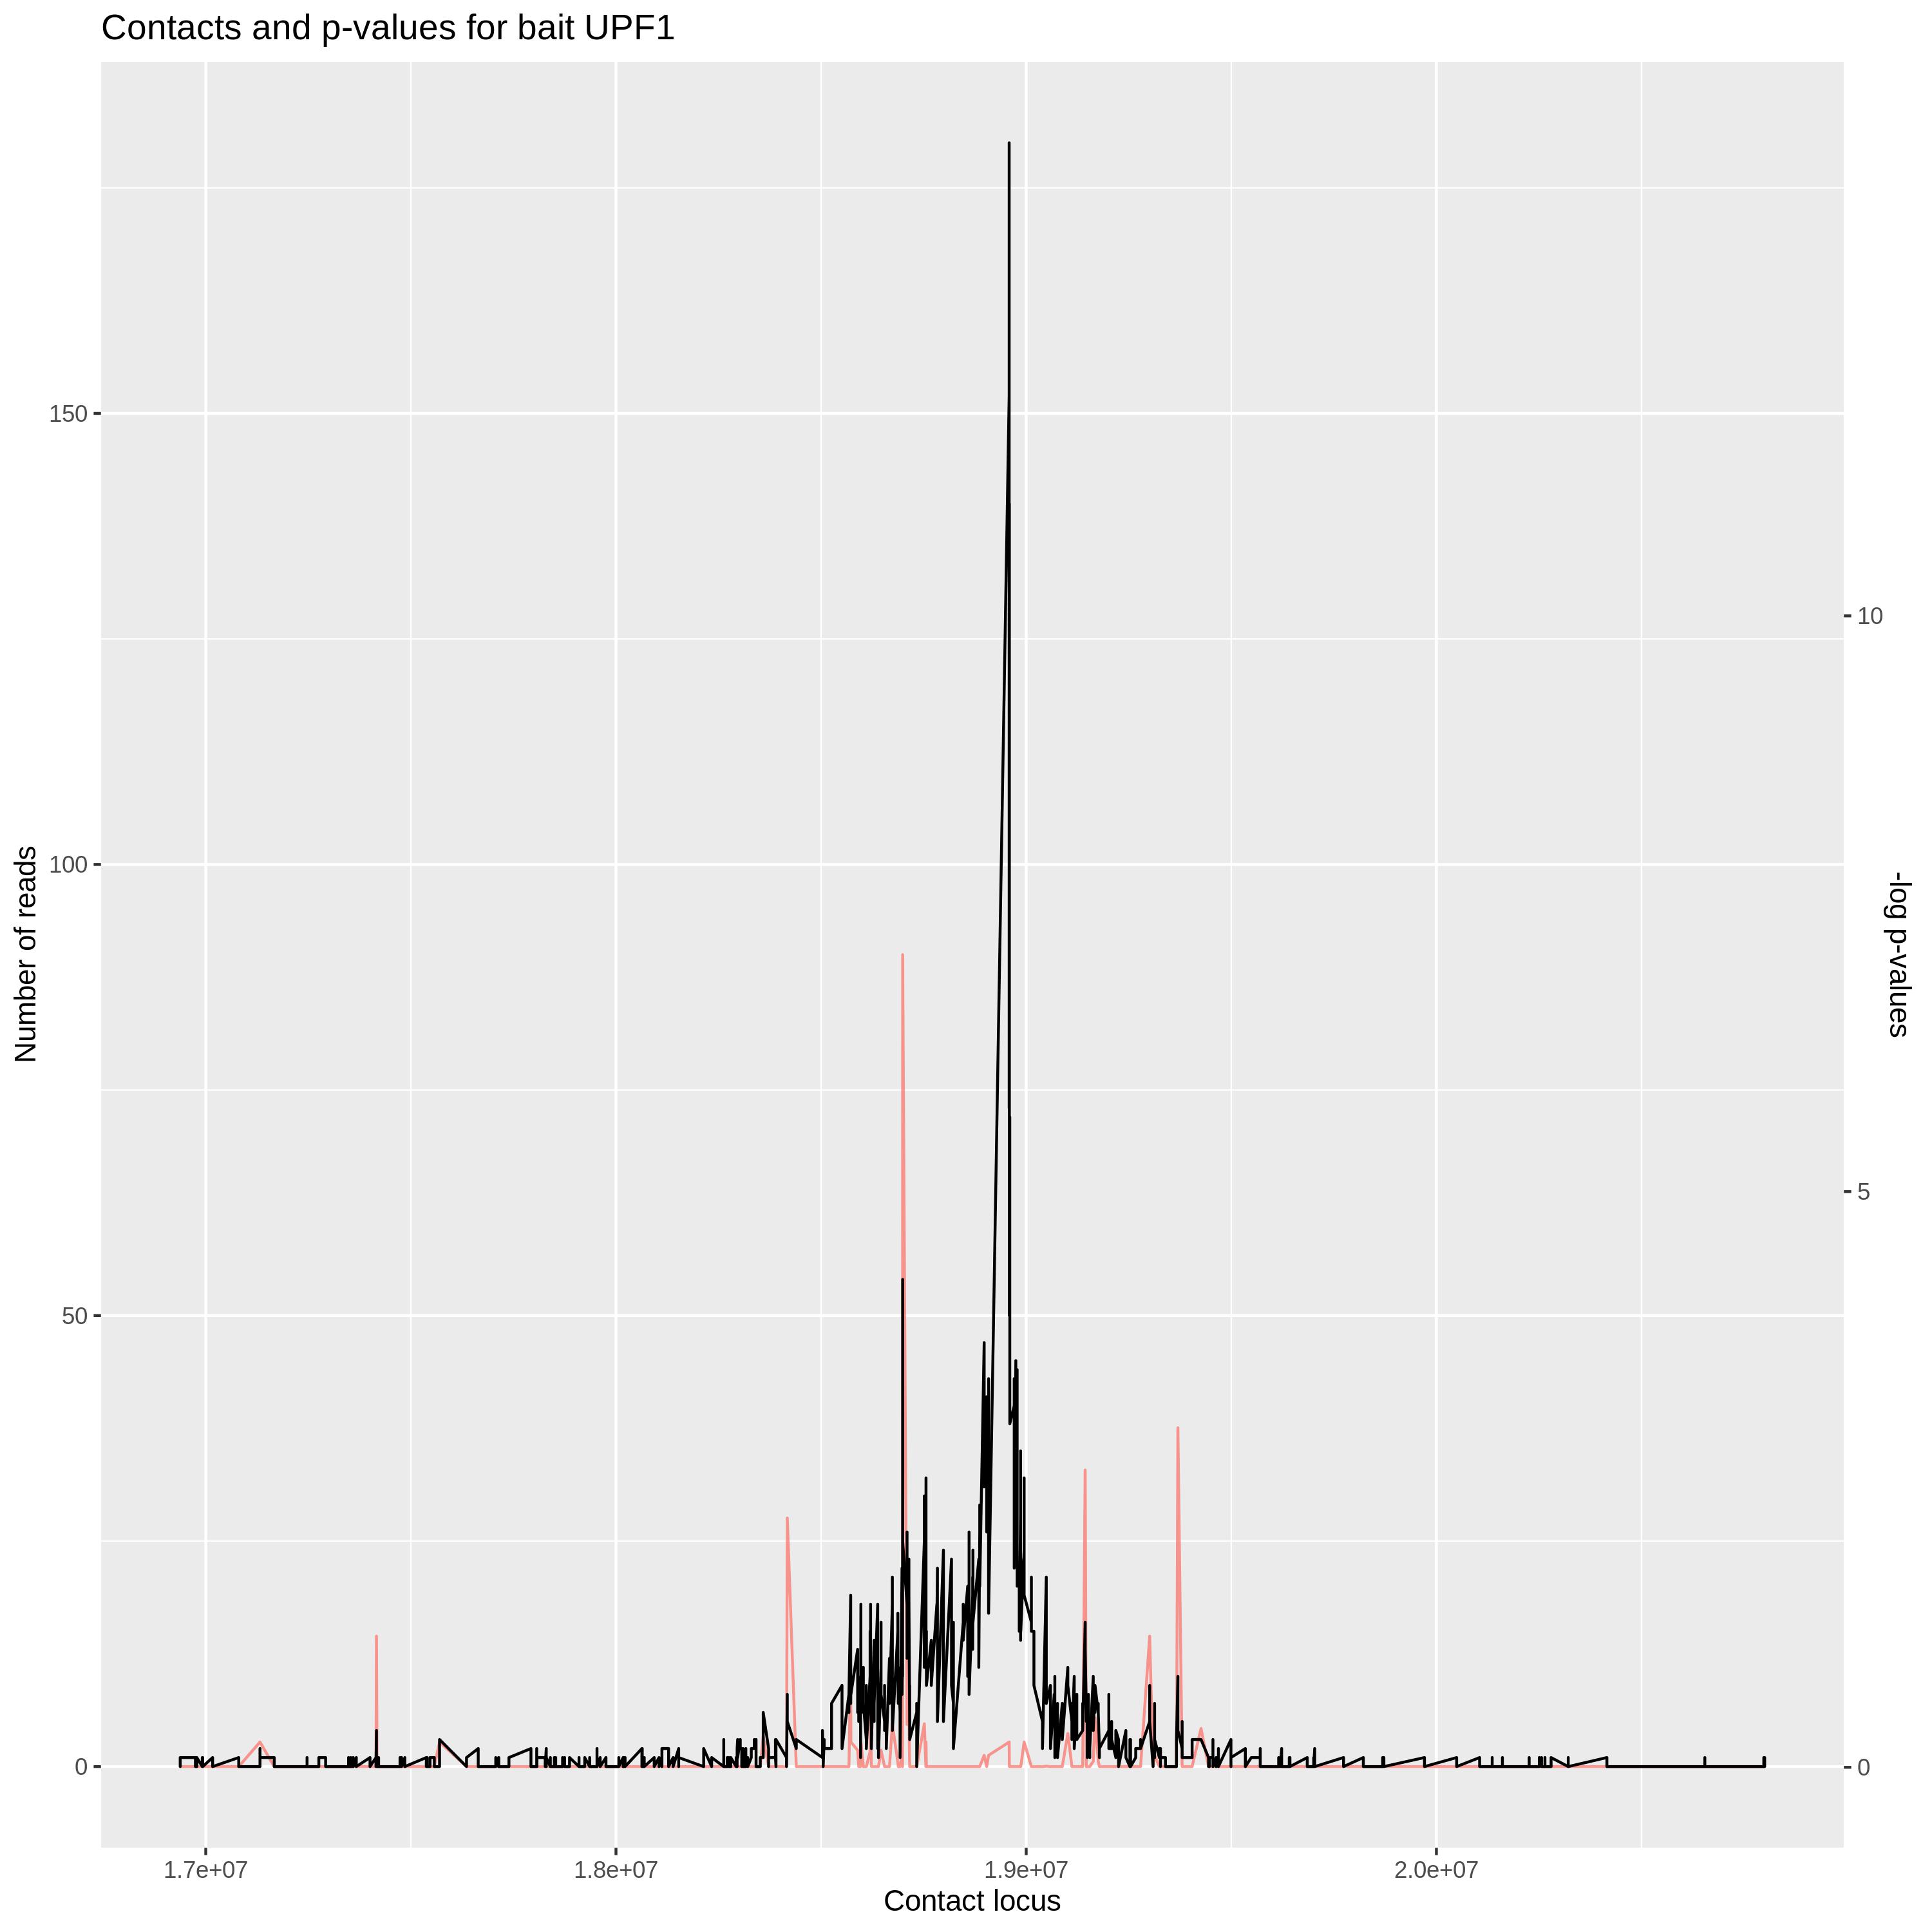 Contacts and p-values for bait UPF1
Number of reads
150
100
50
0
10
5
0
-log p-values
1.7e+07
1.8e+07
1.9e+07
2.0e+07
Contact locus